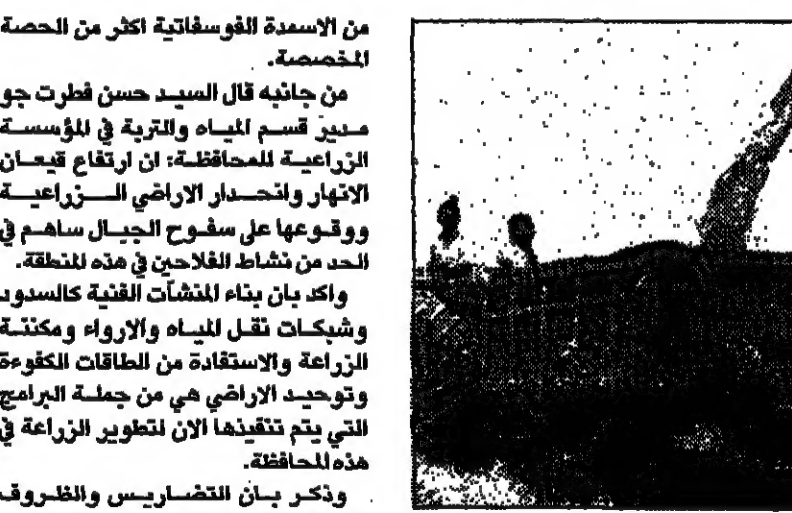 من الاسمدة الفوسفاتية اكثر من الحصة
المخصصة.
من جانبه قال السيد حسن فطرت جو
مدير قسم المياه والتربة في المؤسسة
الزراعية للمحافظة: ان ارتفاع قيعان
الانهار وانحدار الاراضي الزراعية
ووقوعها على سفوح الجبال ساهم في
الحد من نشاط الفلاحين في هذه المنطقة.
واكد بان بناء المنشآت الفنية كالسدود
وشبكات نقل المياه والارواء ومكننة
الزراعة والاستفادة من الطاقات الكفوءة
وتوحيد الاراضي هي من جملة البرامج
التي يتم تنفيذها الان لتطوير الزراعة في
هذه المحافظة.
وذكر بان التضاريس والظروف